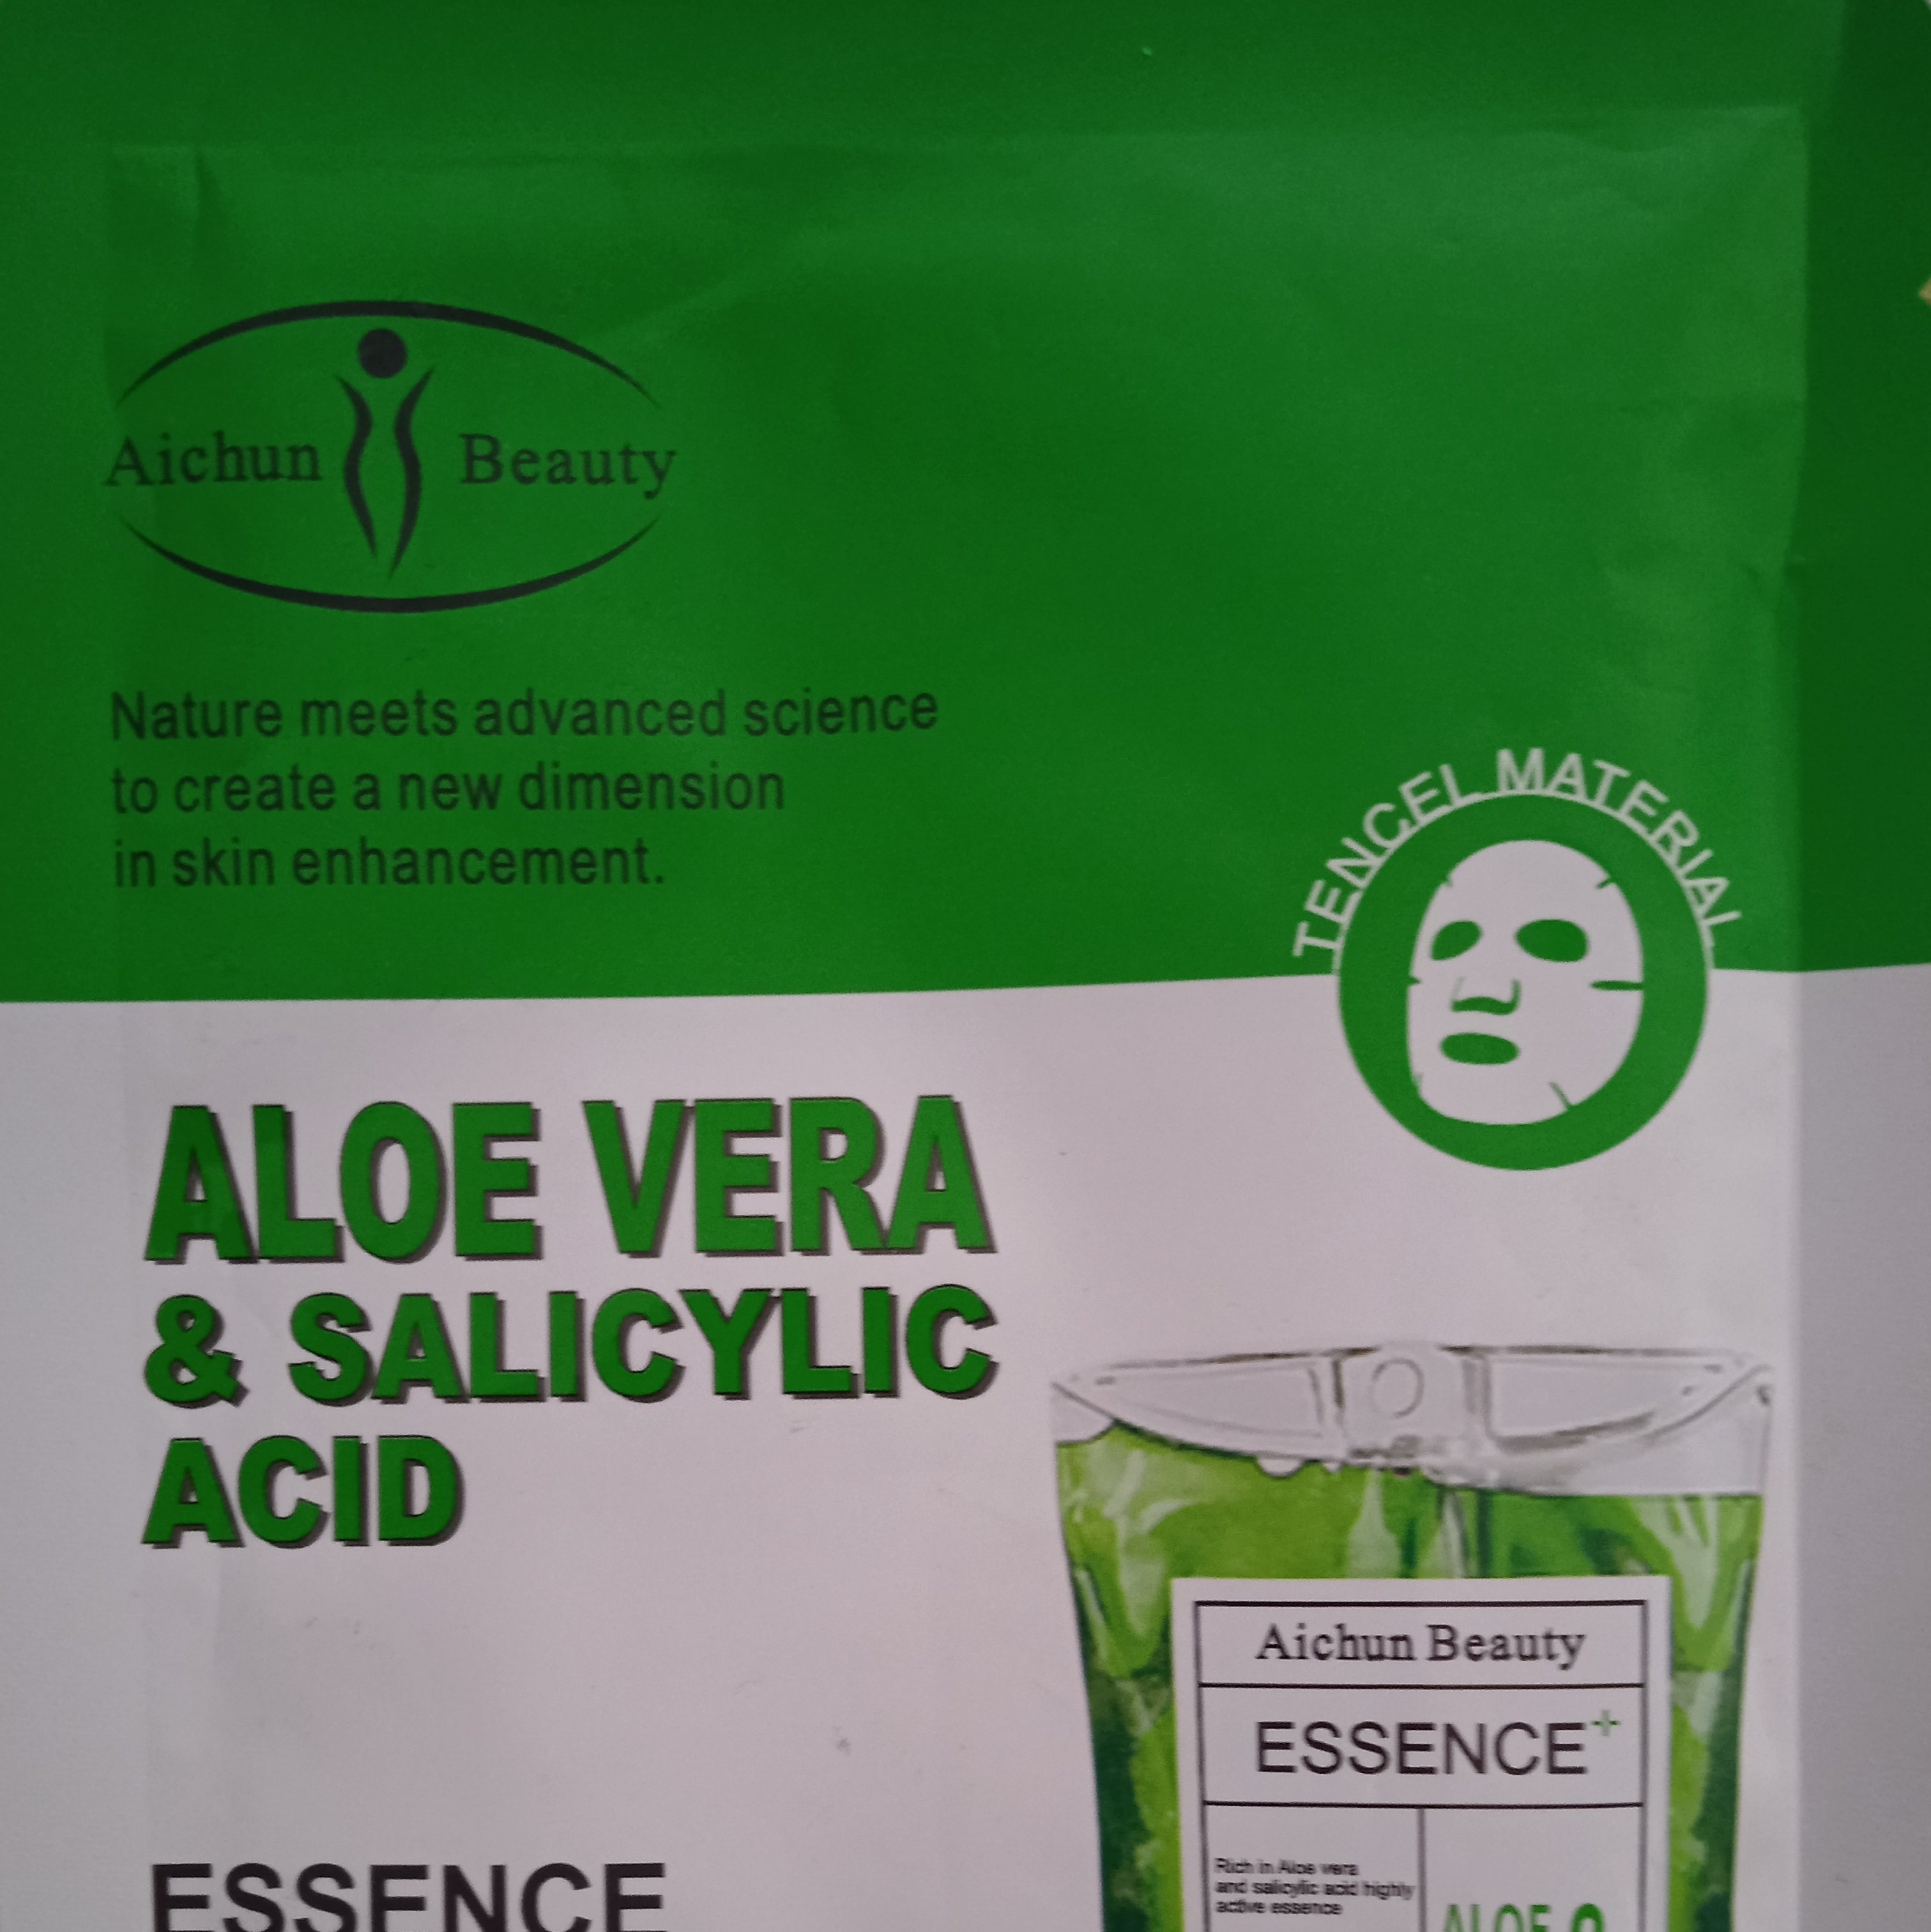 Aichun Beauty
Nature meets advanced science
to create a new dimension
in skin enhancement.
TENCEL MATERIAL
ALOE VERA
& SALICYLIC
ACID
Aichun Beauty
ESSENCE+
Rich in Aloe vera
and salicylic acid highly
active essence
ALOE &
ESSENCE